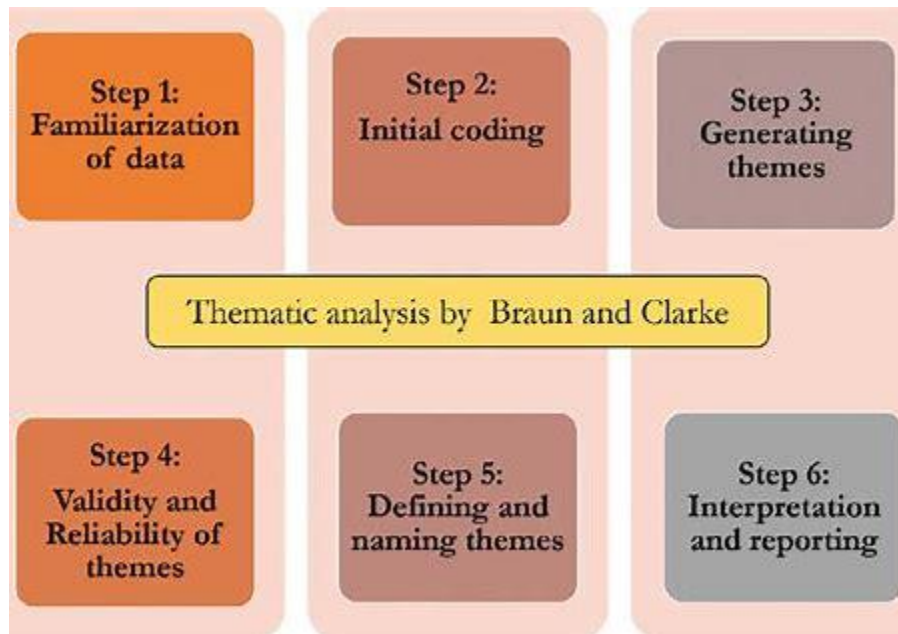 Step 1:
Familiarization
of data
Step 2:
Initial coding
Step 3:
Generating
themes
Thematic analysis by Braun and Clarke
Step 4:
Validity and
Reliability of
themes
Step 5:
Defining and
naming themes
Step 6:
Interpretation
and reporting